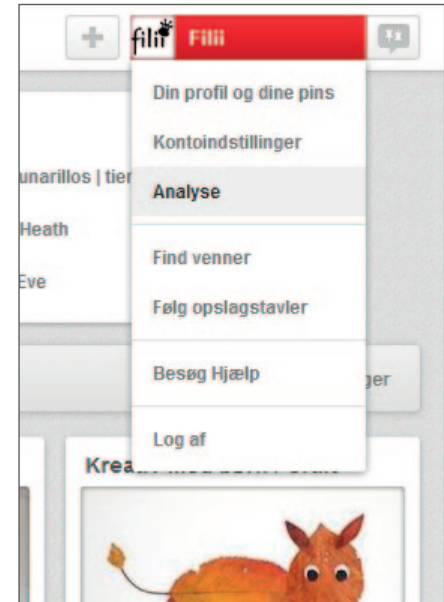 +
filii Filii
Din profil og dine pins
Kontoindstillinger
unarillos | tier
Analyse
Heath
Find venner
Eve
Følg opslagstavler
Besøg Hjælp
ger
Log af